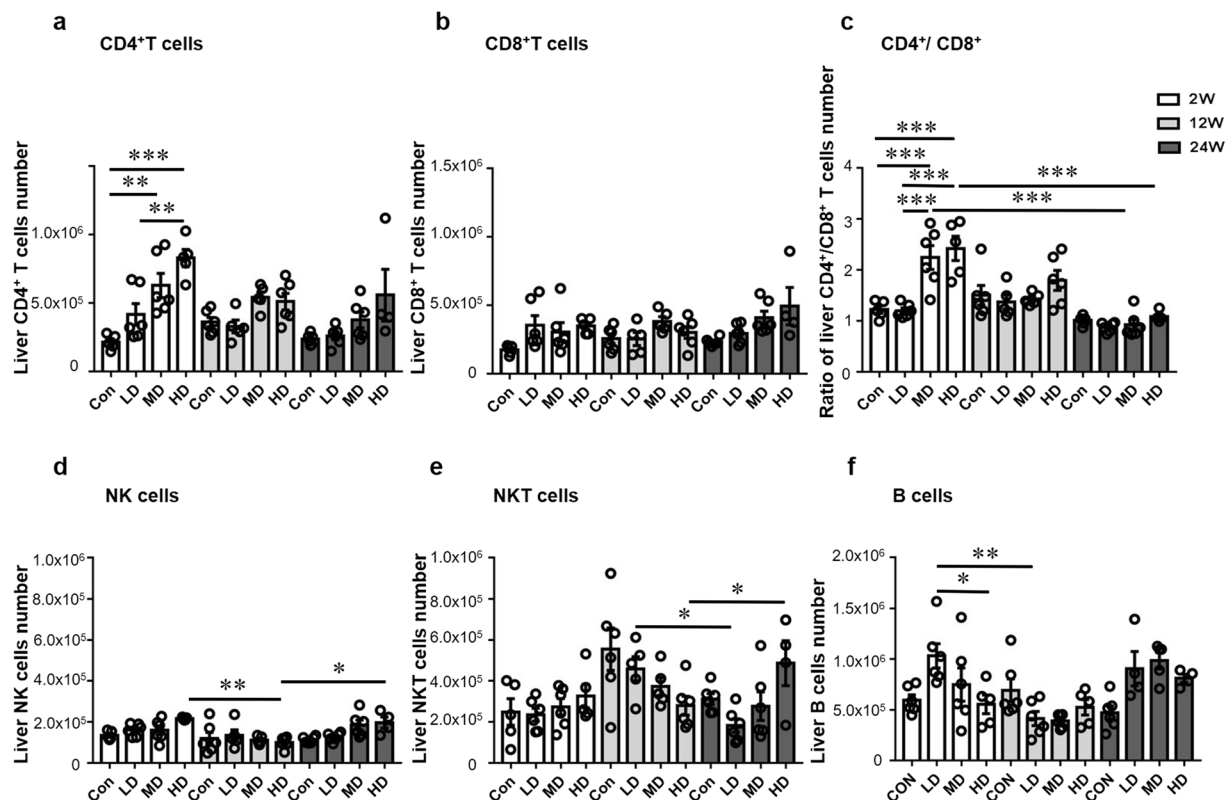 a
CD4⁺T cells
Liver CD4⁺ T cells number
1.0x10⁶
5.0x10⁵
0
***
**
**
Con LD MD HD Con LD MD HD Con LD MD HD
b
CD8⁺T cells
Liver CD8⁺ T cells number
1.5x10⁶
1.0x10⁶
5.0x10⁵
0
Con LD MD HD Con LD MD HD Con LD MD HD
c
CD4⁺/ CD8⁺
Ratio of liver CD4⁺/CD8⁺ T cells number
4
3
2
1
0
***
***
***
***
***
***
Con LD MD HD Con LD MD HD Con LD MD HD
2W
12W
24W
d
NK cells
Liver NK cells number
1.0x10⁶
8.0x10⁵
6.0x10⁵
4.0x10⁵
2.0x10⁵
0
**
*
Con LD MD HD Con LD MD HD Con LD MD HD
e
NKT cells
Liver NKT cells number
1.0x10⁶
8.0x10⁵
6.0x10⁵
4.0x10⁵
2.0x10⁵
0
*
*
Con LD MD HD Con LD MD HD Con LD MD HD
f
B cells
Liver B cells number
2.0x10⁶
1.5x10⁶
1.0x10⁶
5.0x10⁵
0
**
*
CON LD MD HD CON LD MD HD CON LD MD HD